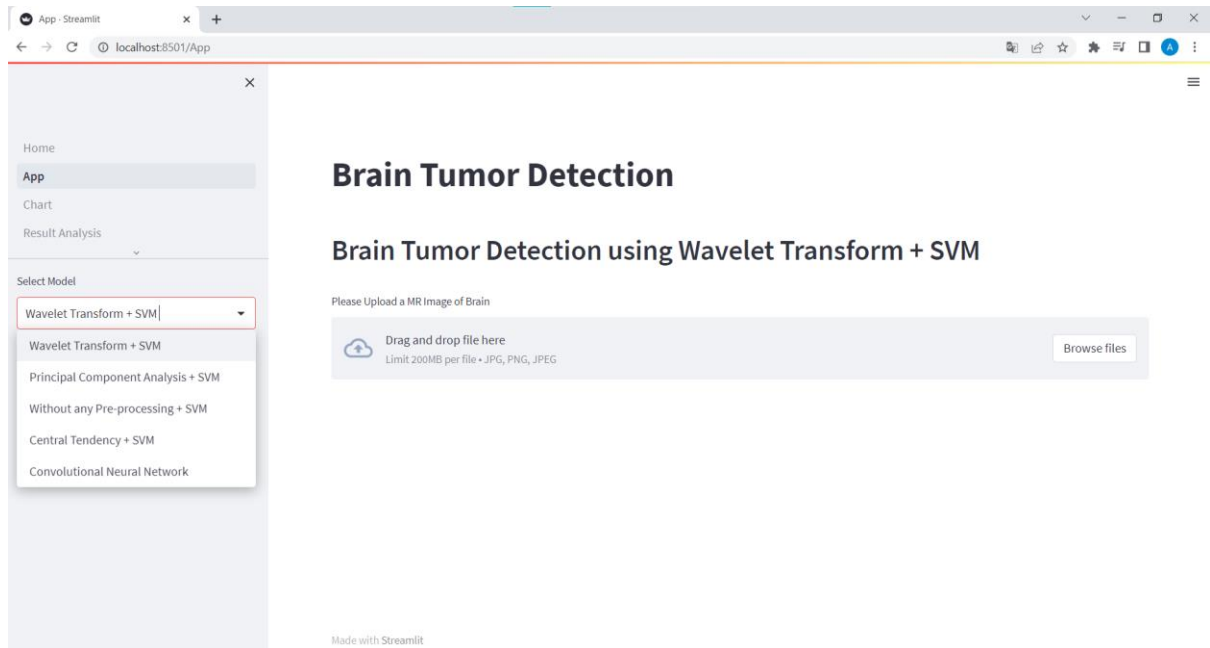 App · Streamlit
localhost:8501/App
A
Home
App
Chart
Result Analysis
Select Model
Wavelet Transform + SVM
Wavelet Transform + SVM
Principal Component Analysis + SVM
Without any Pre-processing + SVM
Central Tendency + SVM
Convolutional Neural Network
Brain Tumor Detection
Brain Tumor Detection using Wavelet Transform + SVM
Please Upload a MR Image of Brain
Drag and drop file here
Limit 200MB per file • JPG, PNG, JPEG
Browse files
Made with Streamlit